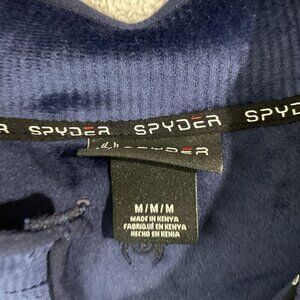 SPYDER SPYDER SPYDER
SPYDER
M/M/M
MADE IN KENYA
FABRIQUÉ EN KENYA
HECHO EN KENIA